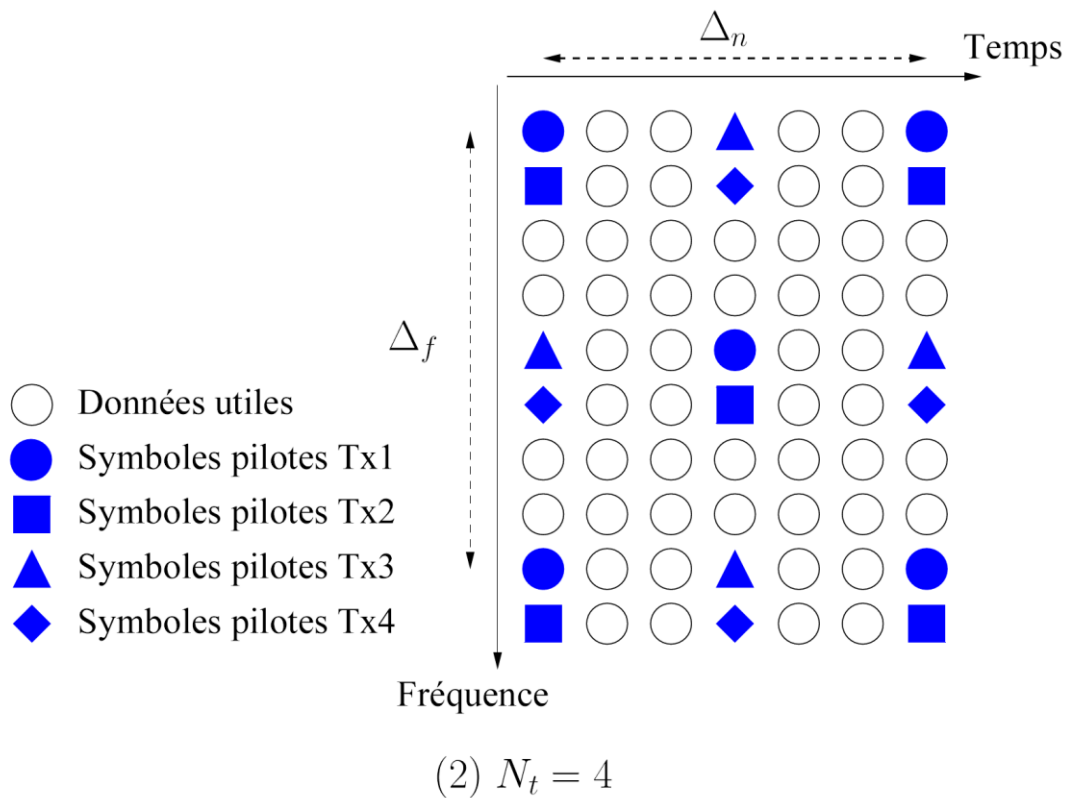 Δₙ
Temps
Δ_f
Données utiles
Symboles pilotes Tx1
Symboles pilotes Tx2
Symboles pilotes Tx3
Symboles pilotes Tx4
Fréquence
(2) Nₜ = 4